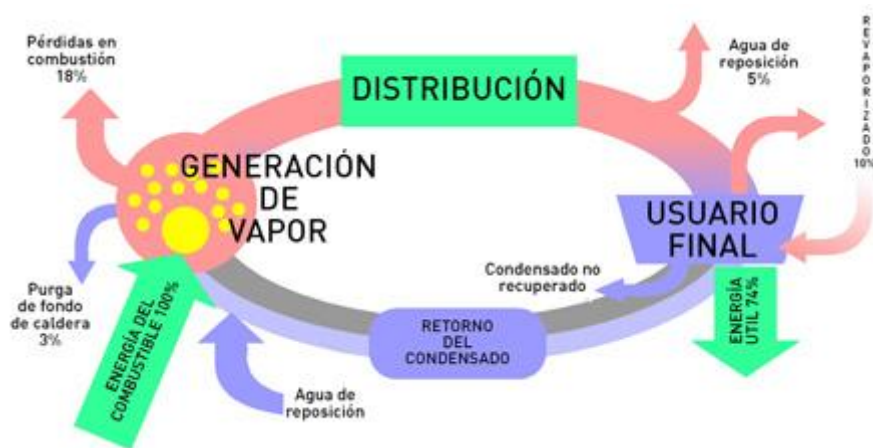 Pérdidas en
combustión
18%
DISTRIBUCIÓN
Agua de
reposición
5%
REVAPORIZADO
10%
GENERACIÓN
DE
VAPOR
USUARIO
FINAL
Purga
de fondo
de caldera
3%
ENERGÍA DEL
COMBUSTIBLE 100%
Condensado no
recuperado
ENERGÍA
ÚTIL 74%
RETORNO
DEL
CONDENSADO
Agua de
reposición